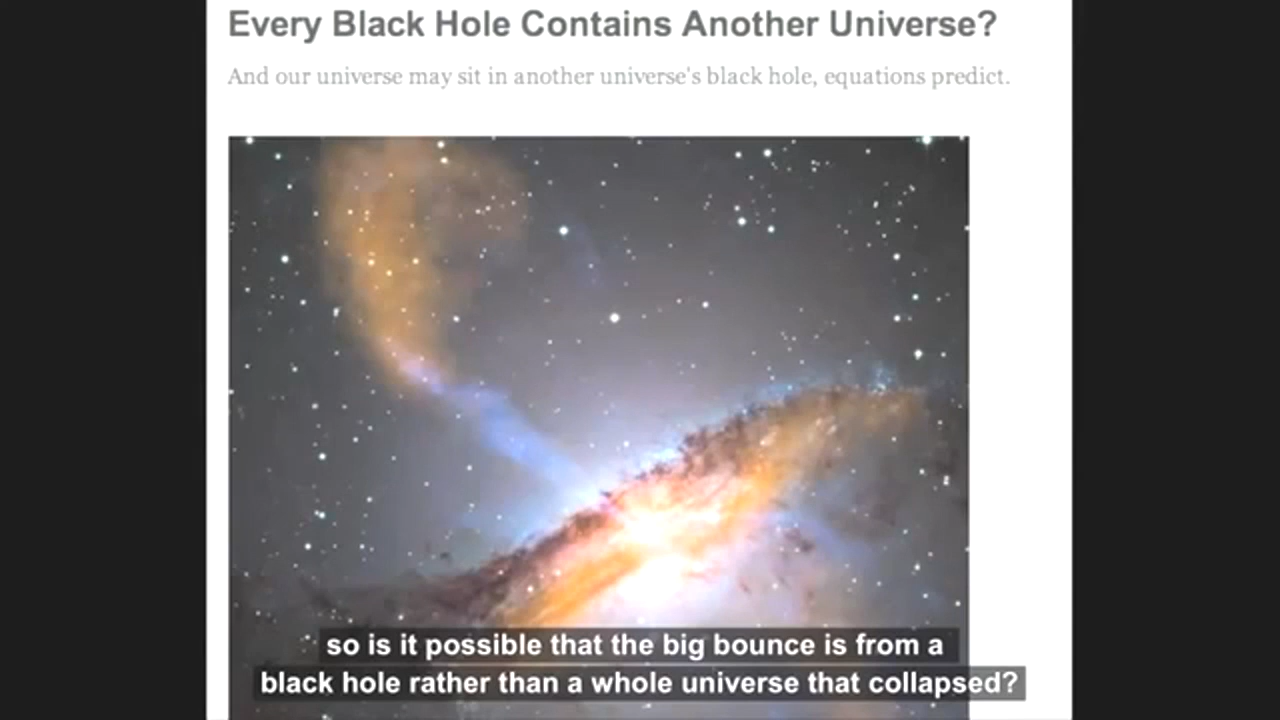 Every Black Hole Contains Another Universe?
And our universe may sit in another universe's black hole, equations predict.
so is it possible that the big bounce is from a
black hole rather than a whole universe that collapsed?